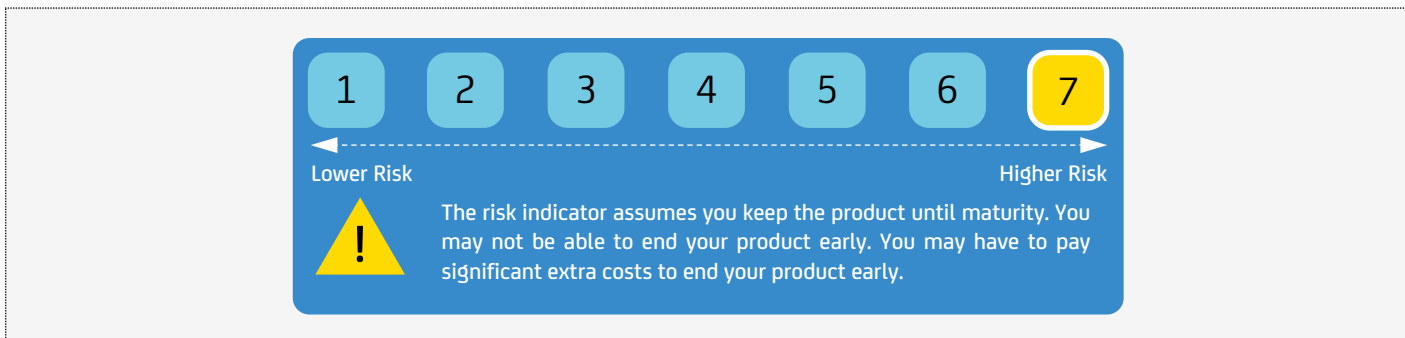 1 2 3 4 5 6 7
Lower Risk Higher Risk
!
The risk indicator assumes you keep the product until maturity. You
may not be able to end your product early. You may have to pay
significant extra costs to end your product early.